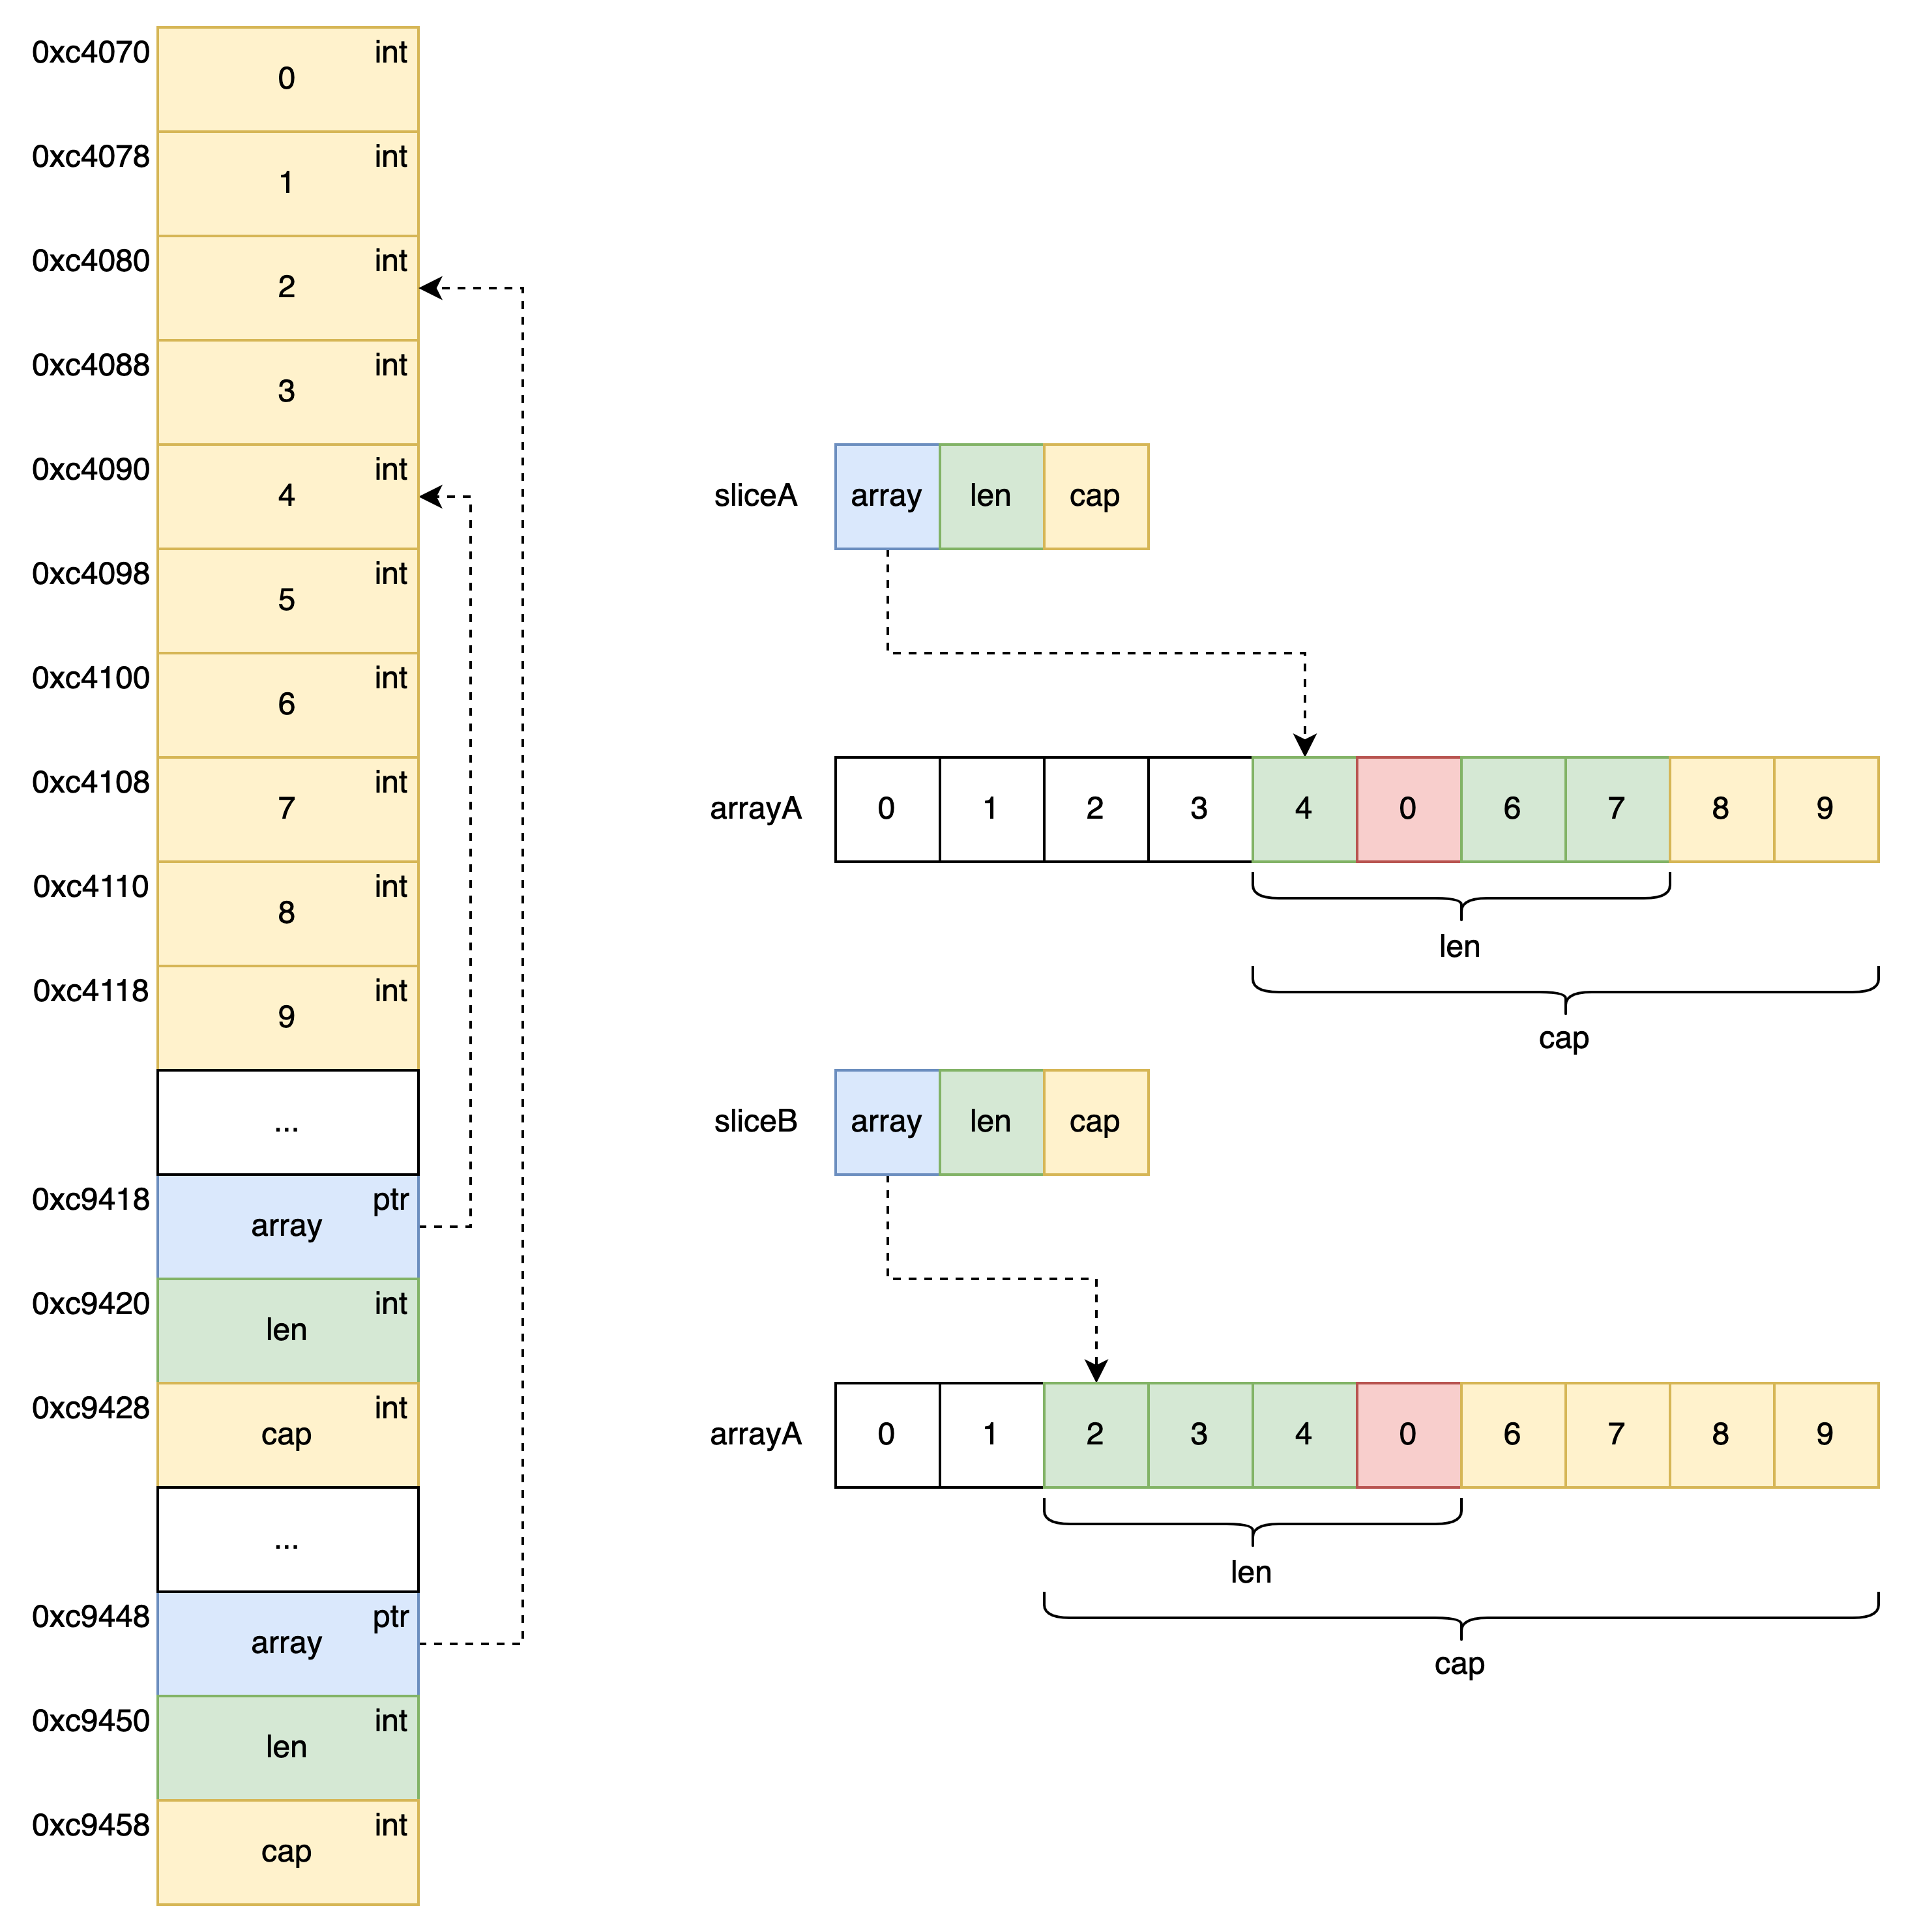 0xc4070 int
0
0xc4078 int
1
0xc4080 int
2
0xc4088 int
3
0xc4090 int
4
0xc4098 int
5
0xc4100 int
6
0xc4108 int
7
0xc4110 int
8
0xc4118 int
9
...
0xc9418 ptr
array
0xc9420 int
len
0xc9428 int
cap
...
0xc9448 ptr
array
0xc9450 int
len
0xc9458 int
cap
sliceA array len cap
arrayA 0 1 2 3 4 0 6 7 8 9
len
cap
sliceB array len cap
arrayA 0 1 2 3 4 0 6 7 8 9
len
cap